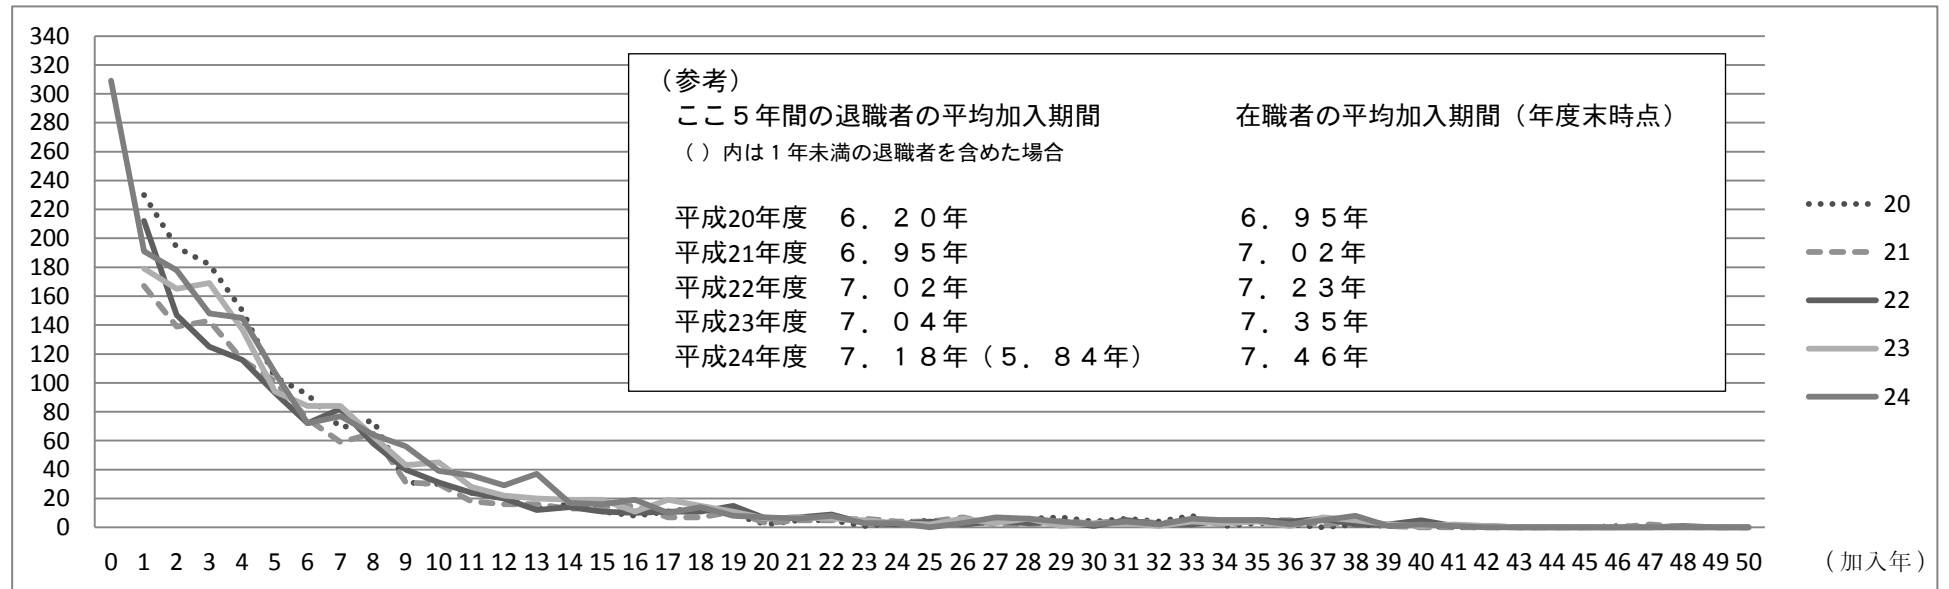 340
320
300
280
260
240
220
200
180
160
140
120
100
80
60
40
20
0
（参考）
ここ５年間の退職者の平均加入期間 在職者の平均加入期間（年度末時点）
（ ）内は１年未満の退職者を含めた場合
平成20年度 ６．２０年 ６．９５年
平成21年度 ６．９５年 ７．０２年
平成22年度 ７．０２年 ７．２３年
平成23年度 ７．０４年 ７．３５年
平成24年度 ７．１８年（５．８４年） ７．４６年
20
21
22
23
24
0 1 2 3 4 5 6 7 8 9 10 11 12 13 14 15 16 17 18 19 20 21 22 23 24 25 26 27 28 29 30 31 32 33 34 35 36 37 38 39 40 41 42 43 44 45 46 47 48 49 50 （加入年）